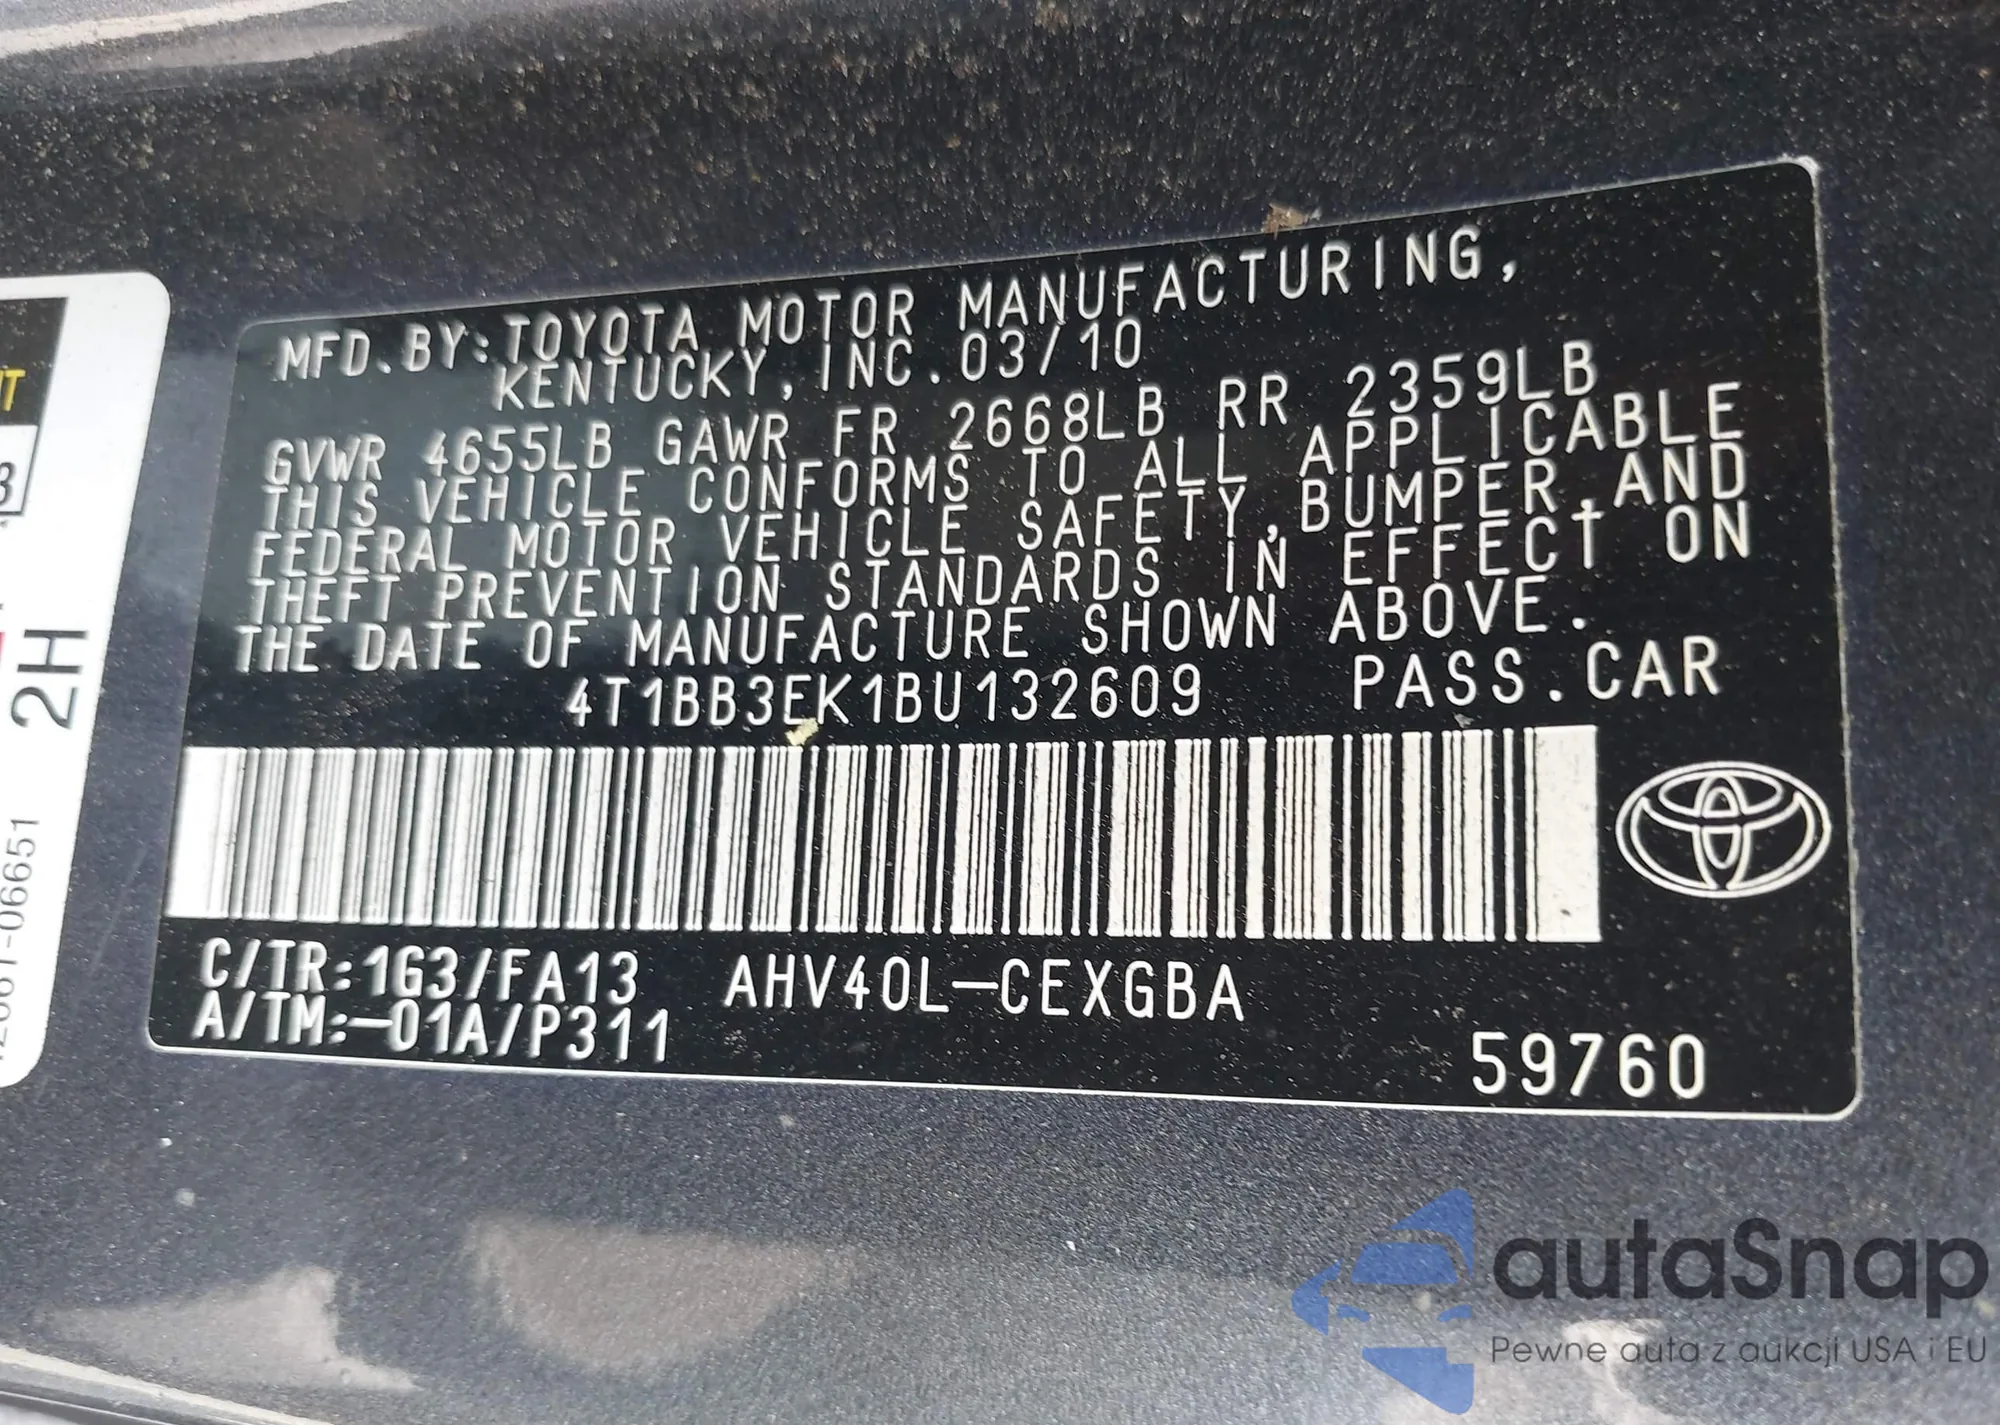 MFD.BY:TOYOTA MOTOR MANUFACTURING,
KENTUCKY, INC. 03/10
GVWR 4655LB GAWR FR 2668LB RR 2359LB
THIS VEHICLE CONFORMS TO ALL APPLICABLE
FEDERAL MOTOR VEHICLE SAFETY,BUMPER,AND
THEFT PREVENTION STANDARDS IN EFFECT ON
THE DATE OF MANUFACTURE SHOWN ABOVE.
4T1BB3EK1BU132609 PASS.CAR
C/TR:1G3/FA13 AHV40L-CEXGBA
A/TM:-01A/P311
59760
2H
autaSnap
Pewne auta z aukcji USA i EU